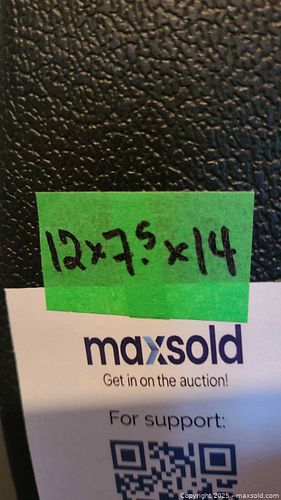 12x7.5x14
maxsold
Get in on the auction!
For support:
Copyright 2025 - maxsold.com